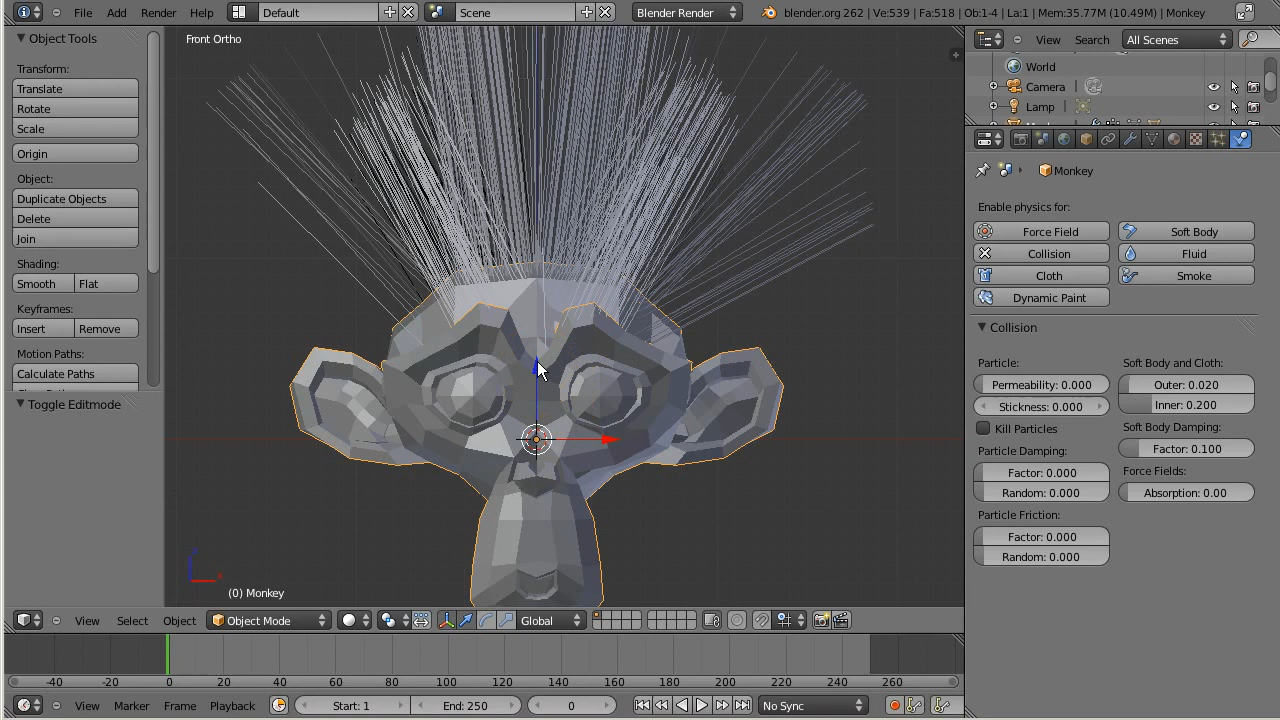 File Add Render Help Default Scene Blender Render blender.org 262 | Ve:539 | Fa:518 | Ob:1-4 | La:1 | Mem:35.77M (10.49M) | Monkey
Object Tools
Transform:
Translate
Rotate
Scale
Origin
Object:
Duplicate Objects
Delete
Join
Shading:
Smooth Flat
Keyframes:
Insert Remove
Motion Paths:
Calculate Paths
Toggle Editmode
Front Ortho
(0) Monkey
View Select Object Object Mode Global
-40 -20 0 20 40 60 80 100 120 140 160 180 200 220 240 260
View Marker Frame Playback Start: 1 End: 250 0 No Sync
View Search All Scenes
World
Camera
Lamp
Monkey
Enable physics for:
Force Field Soft Body
Collision Fluid
Cloth Smoke
Dynamic Paint
Collision
Particle:
Permeability: 0.000
Stickness: 0.000
Kill Particles
Particle Damping:
Factor: 0.000
Random: 0.000
Particle Friction:
Factor: 0.000
Random: 0.000
Soft Body and Cloth:
Outer: 0.020
Inner: 0.200
Soft Body Damping:
Factor: 0.100
Force Fields:
Absorption: 0.00